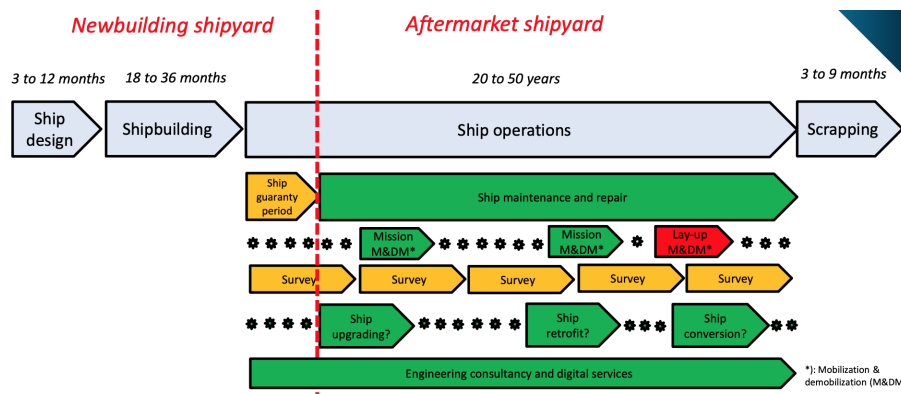 Newbuilding shipyard
Aftermarket shipyard
3 to 12 months
18 to 36 months
20 to 50 years
3 to 9 months
Ship
design
Shipbuilding
Ship operations
Scrapping
Ship
guaranty
period
Ship maintenance and repair
Mission
M&DM*
Mission
M&DM*
Lay-up
M&DM*
Survey
Survey
Survey
Survey
Survey
Ship
upgrading?
Ship
retrofit?
Ship
conversion?
Engineering consultancy and digital services
*): Mobilization &
demobilization (M&DM